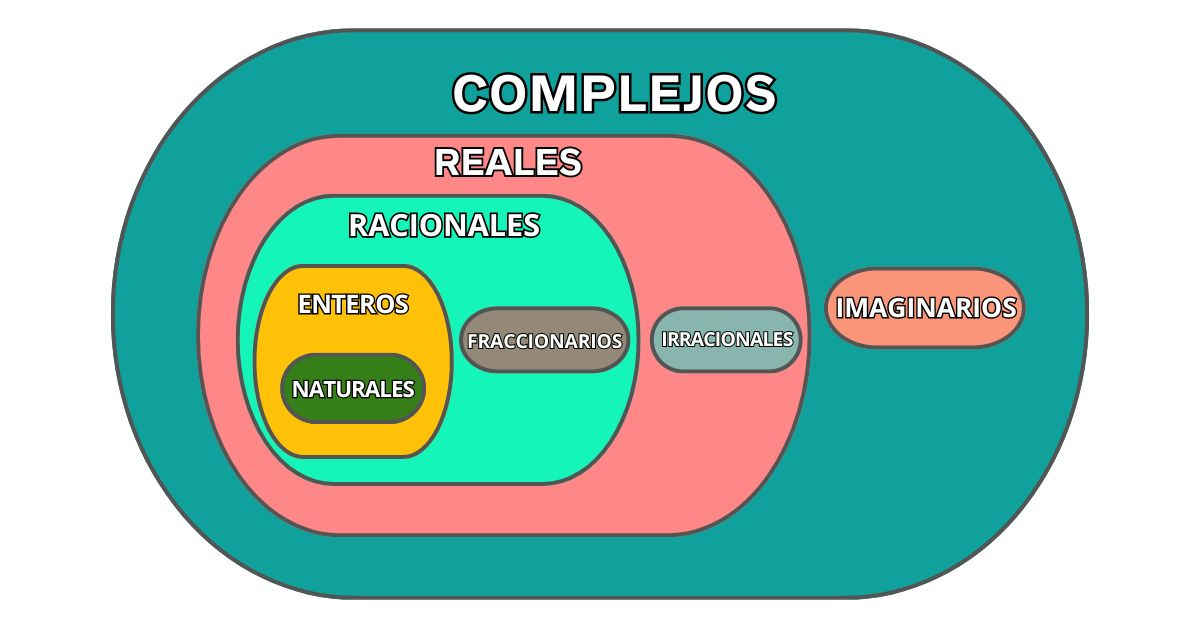 COMPLEJOS
REALES
RACIONALES
ENTEROS
NATURALES
FRACCIONARIOS
IRRACIONALES
IMAGINARIOS